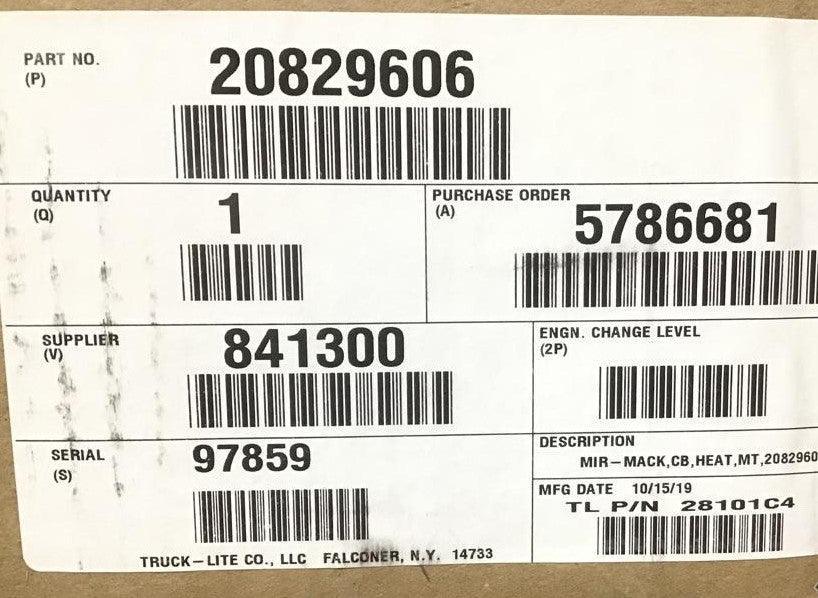 PART NO.
(P)
20829606
QUANTITY
(Q)
1
PURCHASE ORDER
(A)
5786681
SUPPLIER
(V)
841300
ENGN. CHANGE LEVEL
(2P)
SERIAL
(S)
97859
DESCRIPTION
MIR-MACK,CB,HEAT,MT,2082960
MFG DATE 10/15/19
TL P/N 28101C4
TRUCK-LITE CO., LLC FALCONER, N.Y. 14733